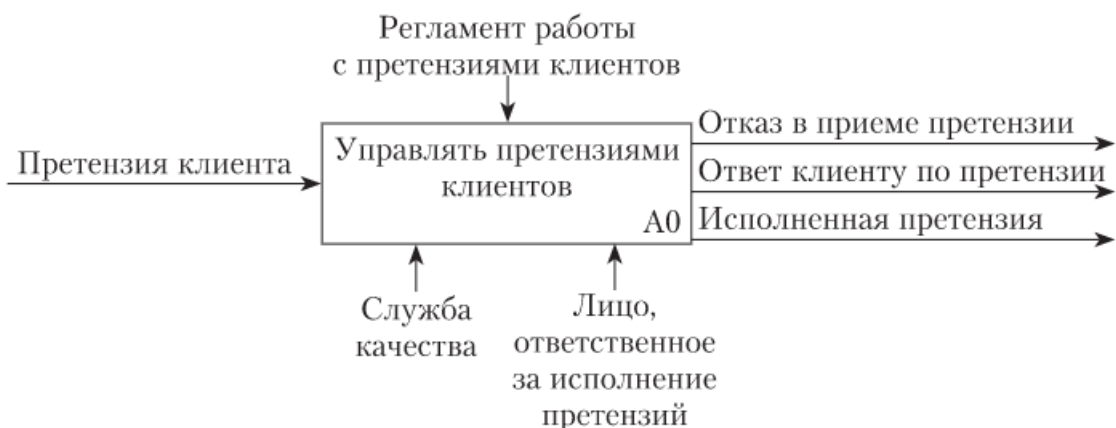 Регламент работы
с претензиями клиентов
Претензия клиента
Управлять претензиями
клиентов
А0
Отказ в приеме претензии
Ответ клиенту по претензии
Исполненная претензия
Служба
качества
Лицо,
ответственное
за исполнение
претензий